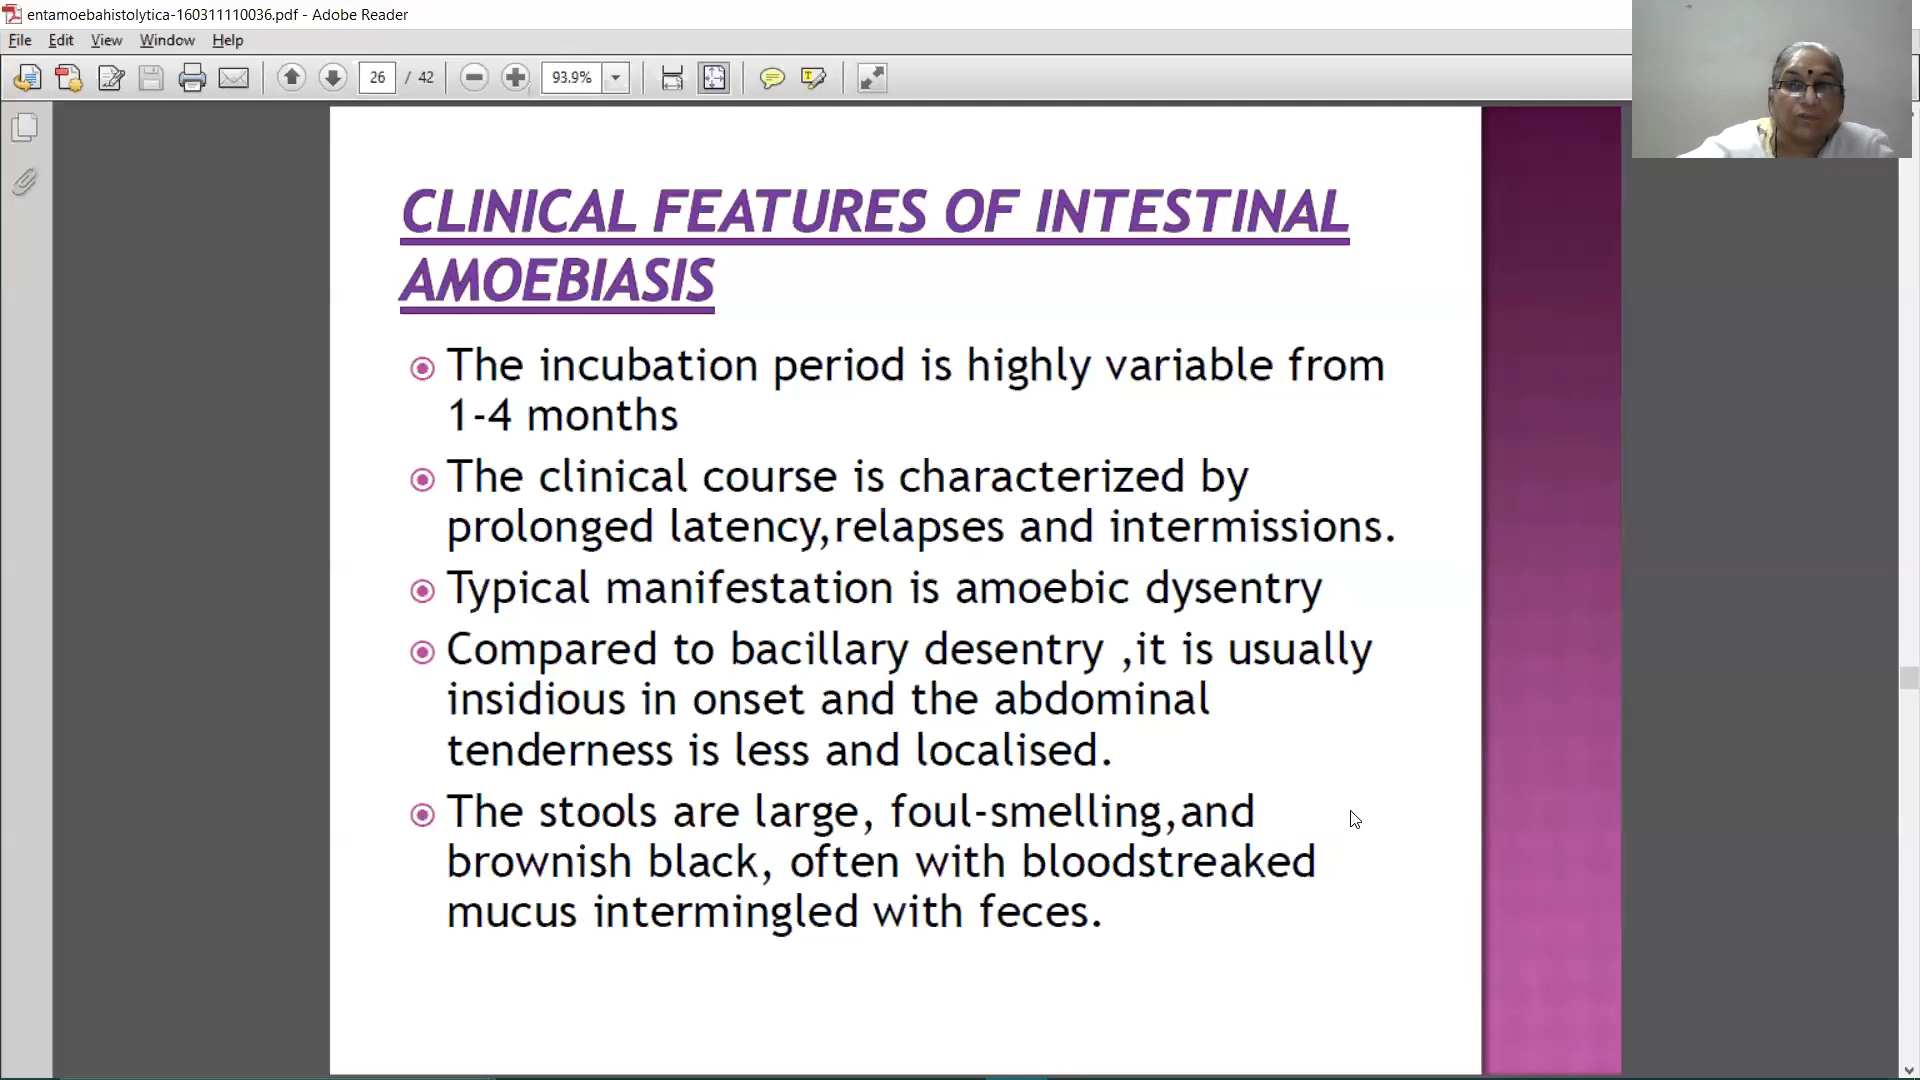 entamoebahistolytica-160311110036.pdf - Adobe Reader
File Edit View Window Help
26 / 42 93.9%
CLINICAL FEATURES OF INTESTINAL
AMOEBIASIS
The incubation period is highly variable from
1-4 months
The clinical course is characterized by
prolonged latency,relapses and intermissions.
Typical manifestation is amoebic dysentry
Compared to bacillary desentry ,it is usually
insidious in onset and the abdominal
tenderness is less and localised.
The stools are large, foul-smelling,and
brownish black, often with bloodstreaked
mucus intermingled with feces.